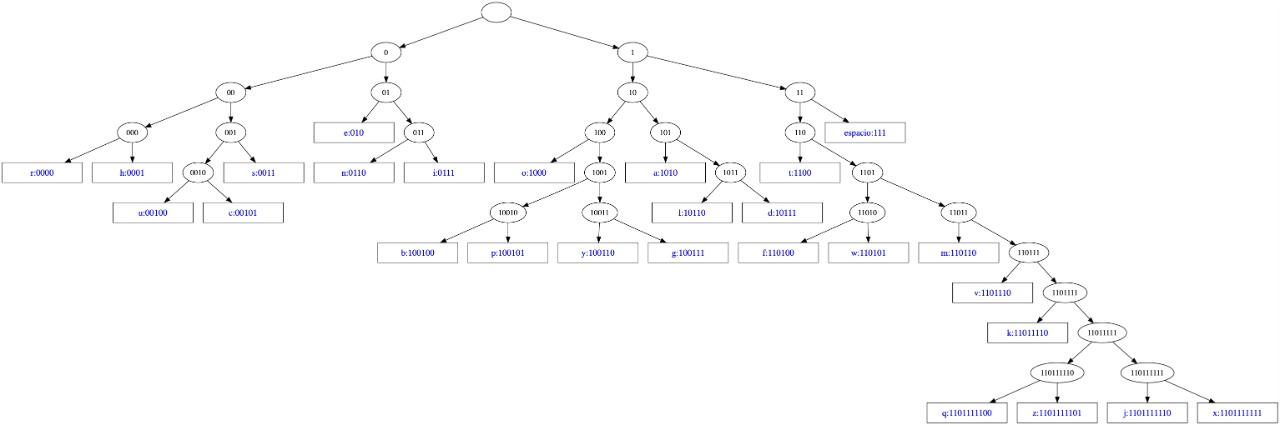 0 1
00 01 10 11
000 001 e:010 011 100 101 110 espacio:111
r:0000 h:0001 0010 s:0011 n:0110 i:0111 o:1000 1001 a:1010 1011 t:1100 1101
u:00100 c:00101 10010 10011 l:10110 d:10111 11010 11011
b:100100 p:100101 y:100110 g:100111 f:110100 w:110101 m:110110 110111
v:1101110 1101111
k:11011110 11011111
110111110 110111111
q:1101111100 z:1101111101 j:1101111110 x:1101111111